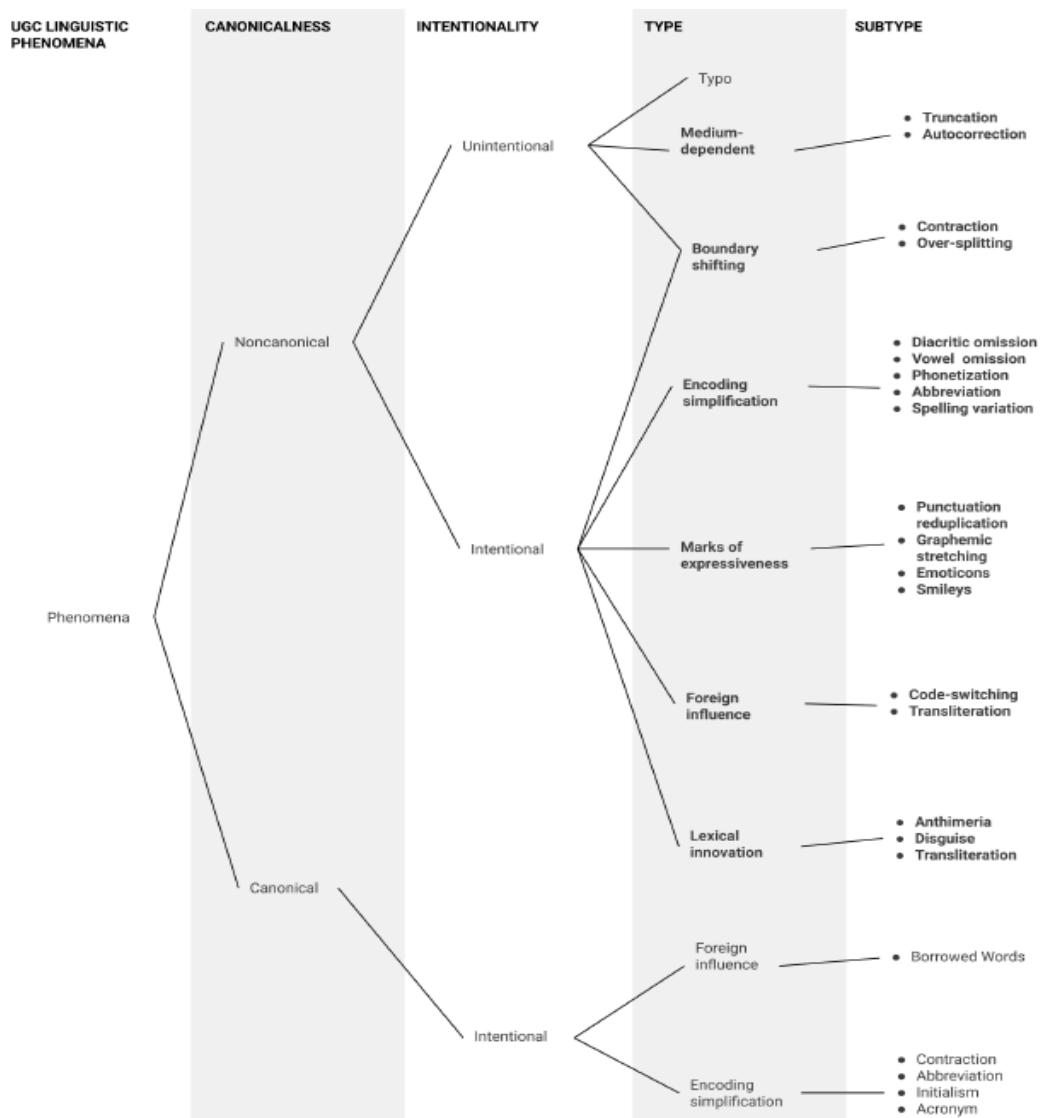 UGC LINGUISTIC
PHENOMENA
CANONICALNESS
INTENTIONALITY
TYPE
SUBTYPE
Typo
Unintentional
Medium-
dependent
• Truncation
• Autocorrection
Boundary
shifting
• Contraction
• Over-splitting
Noncanonical
Encoding
simplification
• Diacritic omission
• Vowel omission
• Phonetization
• Abbreviation
• Spelling variation
Intentional
Marks of
expressiveness
• Punctuation
reduplication
• Graphemic
stretching
• Emoticons
• Smileys
Phenomena
Foreign
influence
• Code-switching
• Transliteration
Lexical
innovation
• Anthimeria
• Disguise
• Transliteration
Canonical
Foreign
influence
• Borrowed Words
Intentional
Encoding
simplification
• Contraction
• Abbreviation
• Initialism
• Acronym